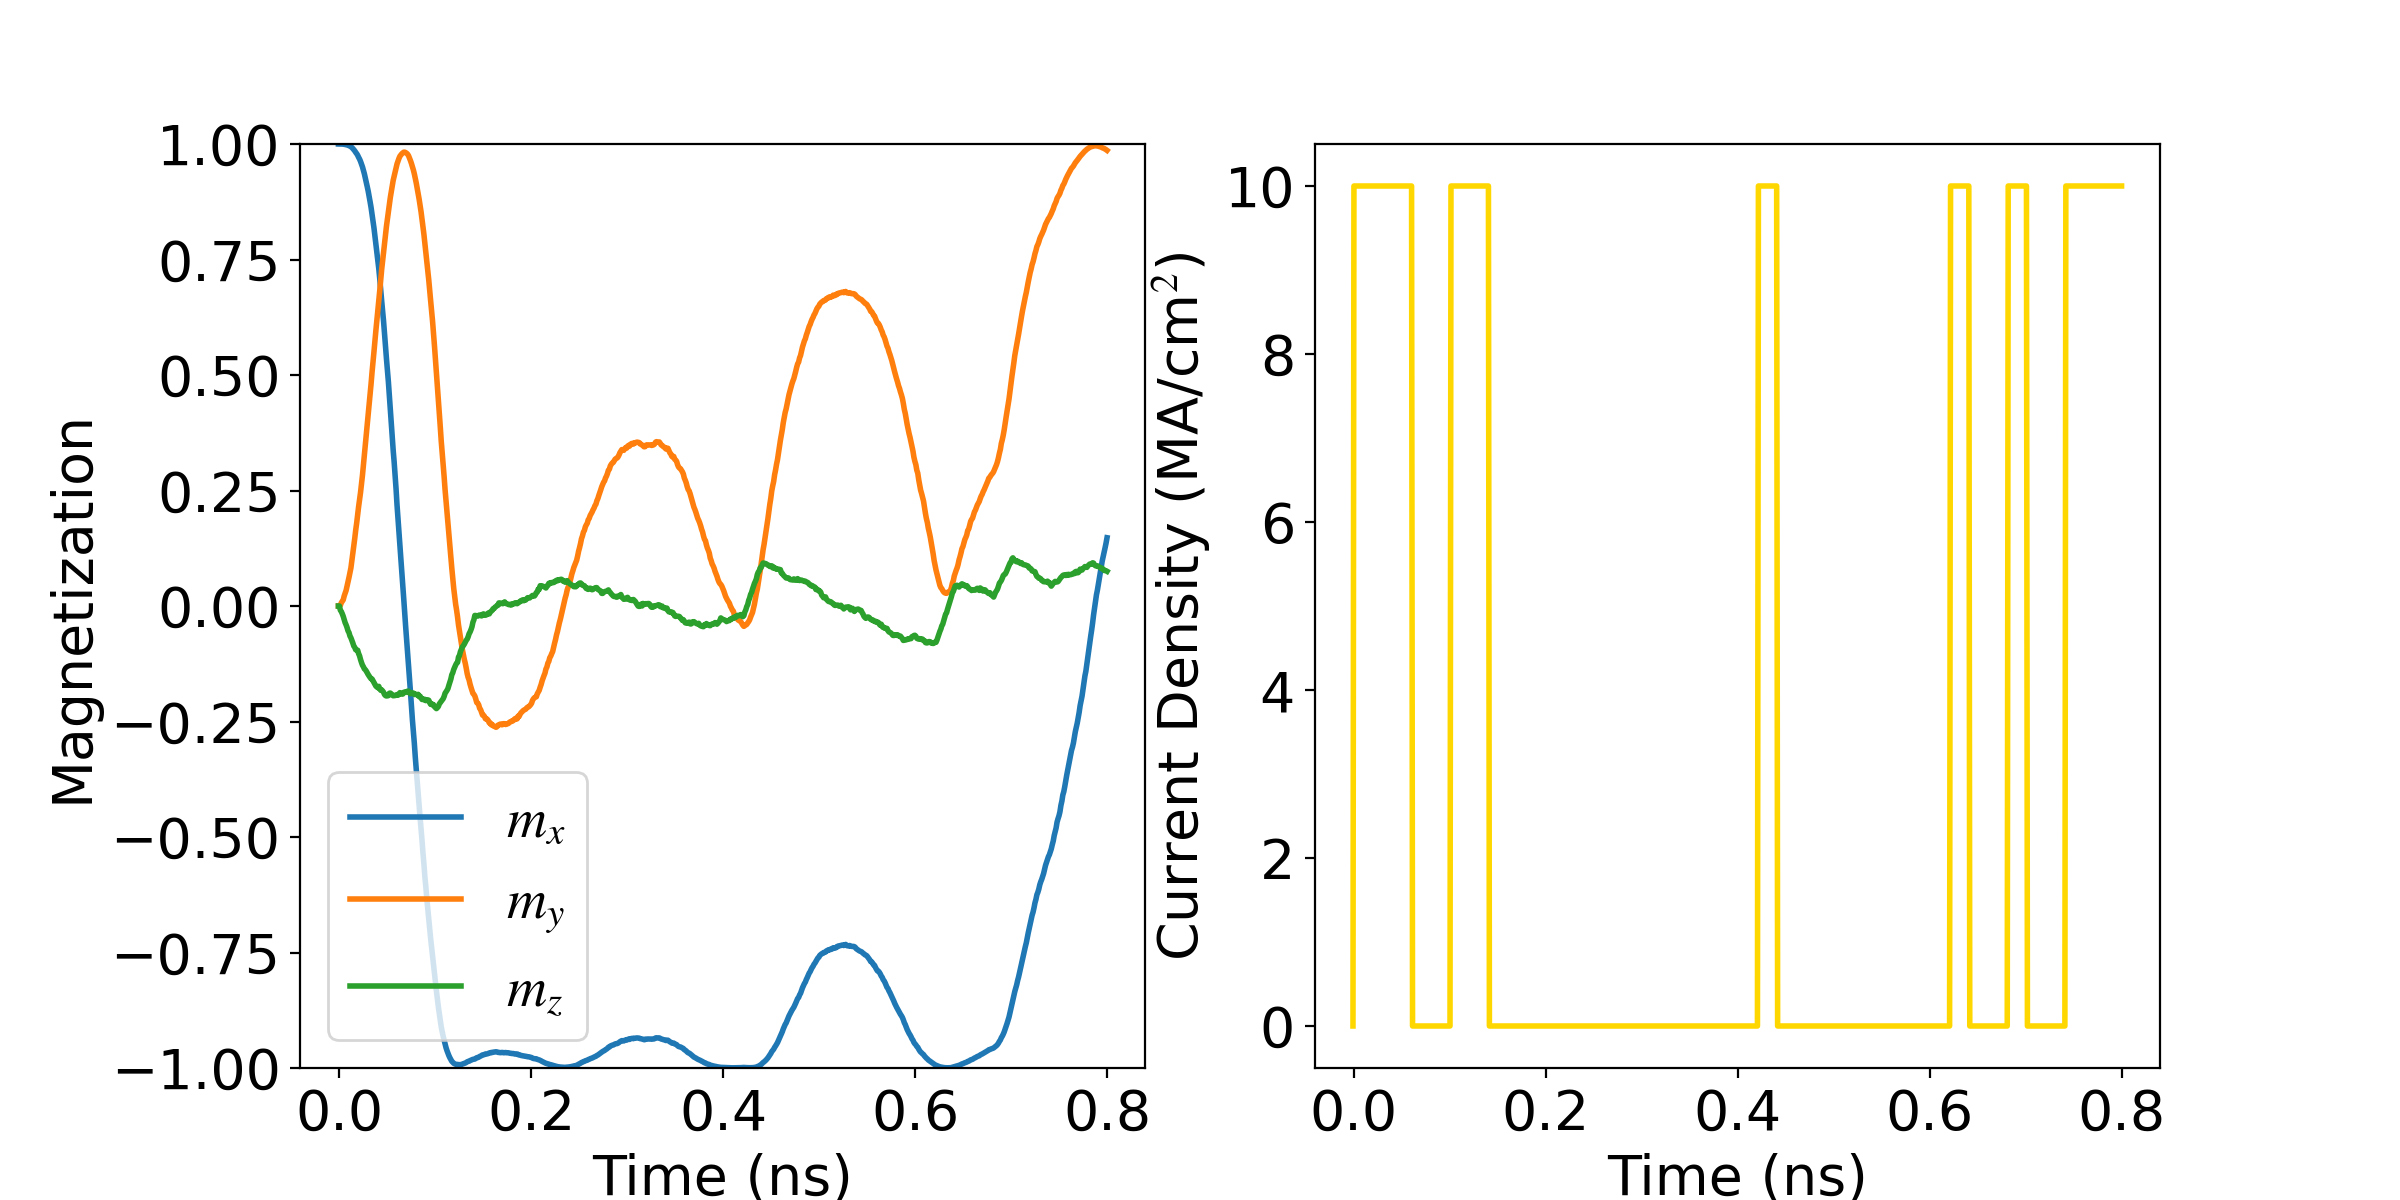 Magnetization
1.00
0.75
0.50
0.25
0.00
−0.25
−0.50
−0.75
−1.00
0.0 0.2 0.4 0.6 0.8
Time (ns)
m_x
m_y
m_z
Current Density (MA/cm²)
10
8
6
4
2
0
0.0 0.2 0.4 0.6 0.8
Time (ns)